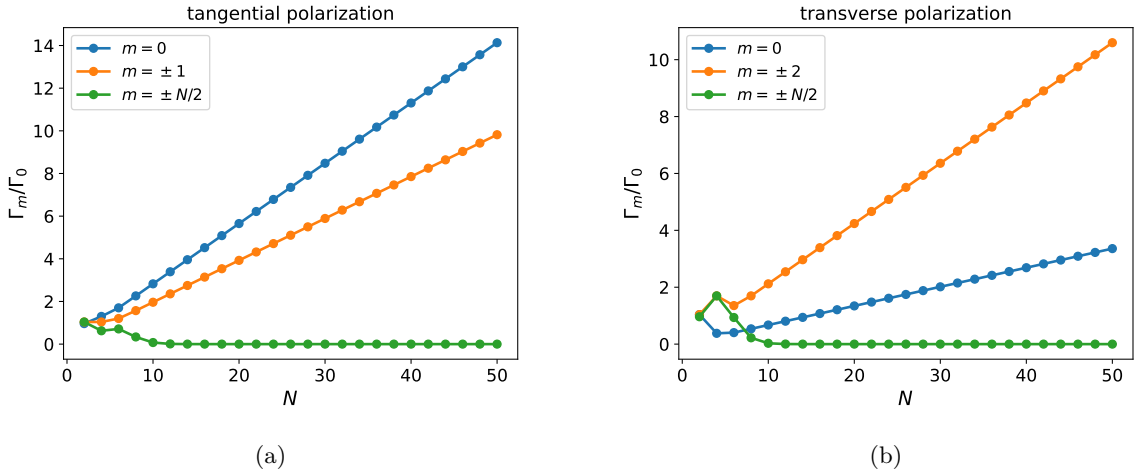 tangential polarization
m = 0
m = ±1
m = ±N/2
Γₘ/Γ₀
14
12
10
8
6
4
2
0
0
10
20
30
40
50
N
(a)
transverse polarization
m = 0
m = ±2
m = ±N/2
Γₘ/Γ₀
10
8
6
4
2
0
0
10
20
30
40
50
N
(b)